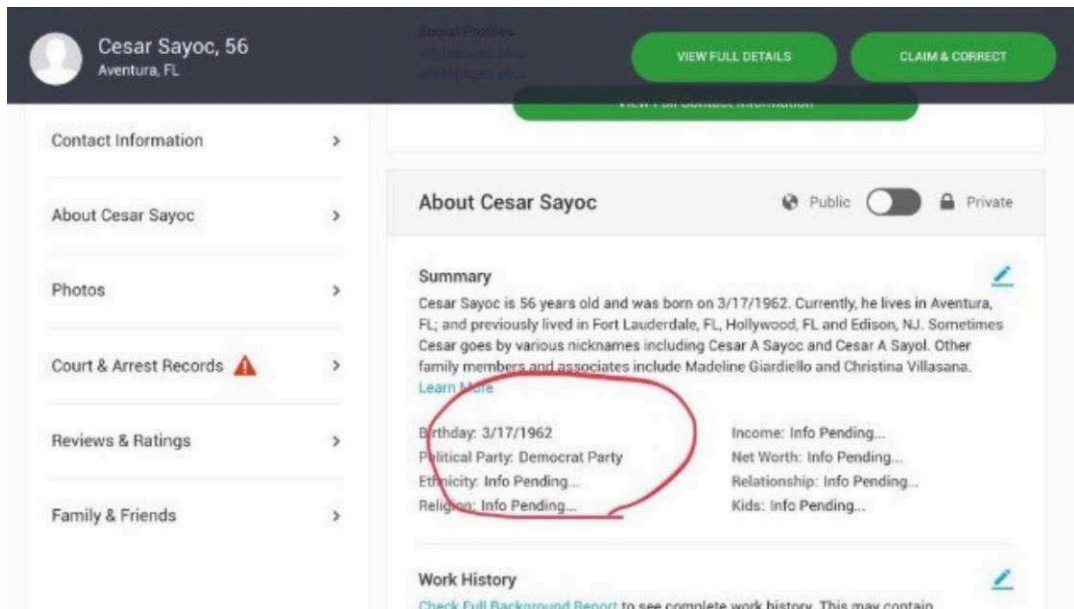 Cesar Sayoc, 56
Aventura, FL
Social Profiles
VIEW FULL DETAILS
CLAIM & CORRECT
View Full Contact Information
Contact Information
About Cesar Sayoc
Photos
Court & Arrest Records
Reviews & Ratings
Family & Friends
About Cesar Sayoc
Public
Private
Summary
Cesar Sayoc is 56 years old and was born on 3/17/1962. Currently, he lives in Aventura,
FL; and previously lived in Fort Lauderdale, FL, Hollywood, FL and Edison, NJ. Sometimes
Cesar goes by various nicknames including Cesar A Sayoc and Cesar A Sayol. Other
family members and associates include Madeline Giardiello and Christina Villasana.
Learn More
Birthday: 3/17/1962
Political Party: Democrat Party
Ethnicity: Info Pending...
Religion: Info Pending...
Income: Info Pending...
Net Worth: Info Pending...
Relationship: Info Pending...
Kids: Info Pending...
Work History
Check Full Background Report to see complete work history. This may contain